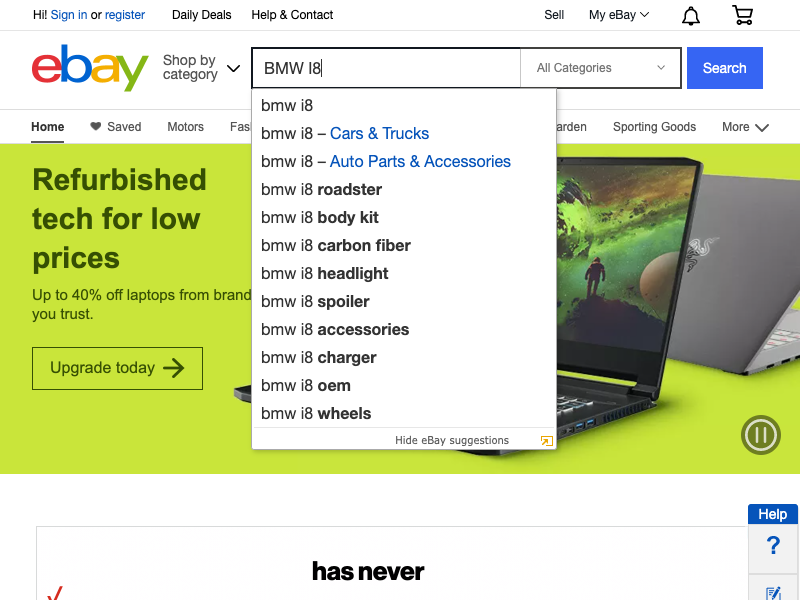 Hi! Sign in or register
Daily Deals
Help & Contact
Sell
My eBay
ebay
Shop by
category
BMW I8
All Categories
Search
Home
Saved
Motors
Fas
arden
Sporting Goods
More
bmw i8
bmw i8 – Cars & Trucks
bmw i8 – Auto Parts & Accessories
bmw i8 roadster
bmw i8 body kit
bmw i8 carbon fiber
bmw i8 headlight
bmw i8 spoiler
bmw i8 accessories
bmw i8 charger
bmw i8 oem
bmw i8 wheels
Hide eBay suggestions
Refurbished
tech for low
prices
Up to 40% off laptops from brand
you trust.
Upgrade today
Help
?
has never